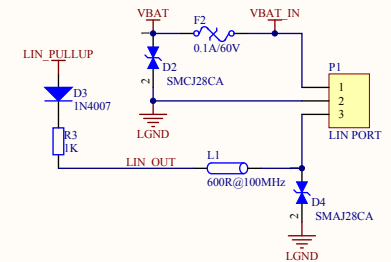 VBAT
F2
VBAT_IN
0.1A/60V
LIN_PULLUP
1
D2
2
SMCJ28CA
P1
1
2
3
LIN PORT
D3
1N4007
LGND
R3
1K
LIN_OUT
L1
600R@100MHz
D4
2
SMAJ28CA
LGND